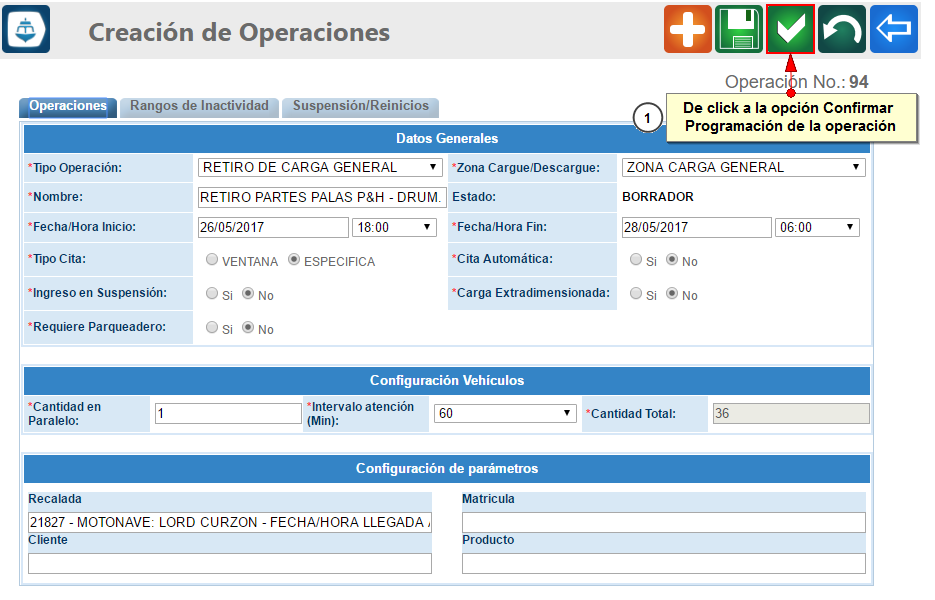 Creación de Operaciones
Operación No.: 94
1
De click a la opción Confirmar
Programación de la operación
Operaciones
Rangos de Inactividad
Suspensión/Reinicios
Datos Generales
*Tipo Operación:
RETIRO DE CARGA GENERAL
*Zona Cargue/Descargue:
ZONA CARGA GENERAL
*Nombre:
RETIRO PARTES PALAS P&H - DRUM.
Estado:
BORRADOR
*Fecha/Hora Inicio:
26/05/2017
18:00
*Fecha/Hora Fin:
28/05/2017
06:00
*Tipo Cita:
VENTANA
ESPECIFICA
*Cita Automática:
Si
No
*Ingreso en Suspensión:
Si
No
*Carga Extradimensionada:
Si
No
*Requiere Parqueadero:
Si
No
Configuración Vehículos
*Cantidad en
Paralelo:
1
*Intervalo atención
(Min):
60
*Cantidad Total:
36
Configuración de parámetros
Recalada
21827 - MOTONAVE: LORD CURZON - FECHA/HORA LLEGADA
Matricula
Cliente
Producto